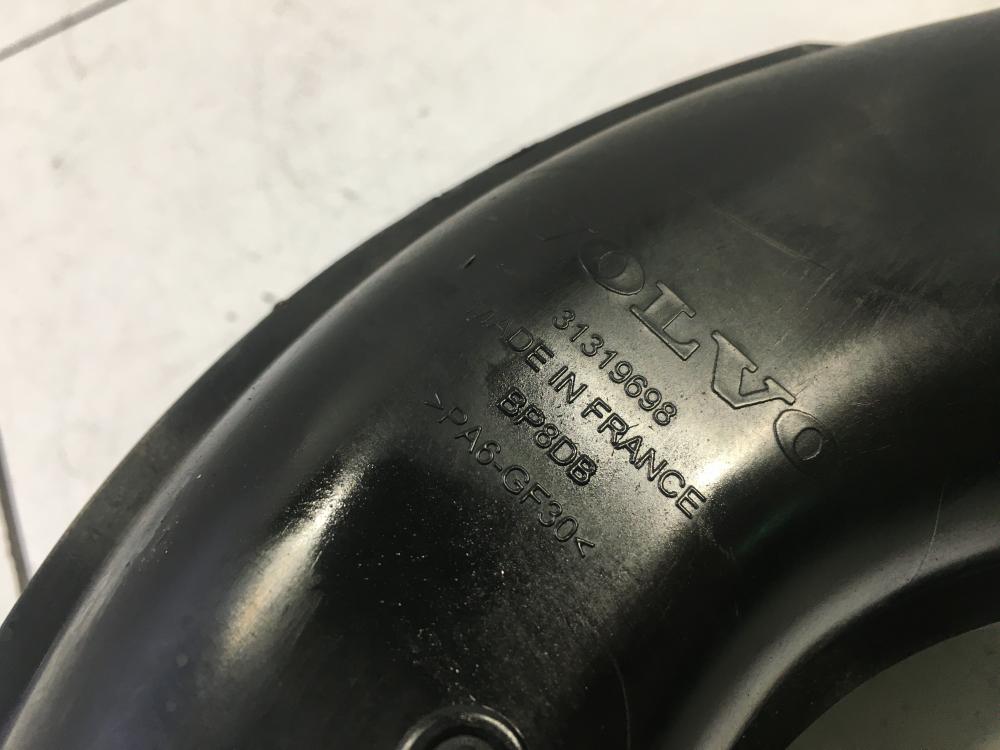 VOLVO
31319698
MADE IN FRANCE
BP8DB
>PA6-GF30<